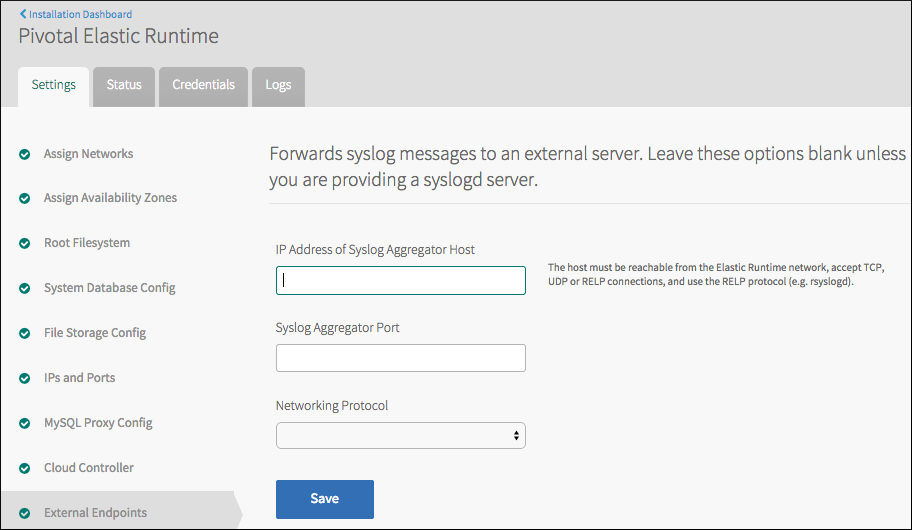 Installation Dashboard
Pivotal Elastic Runtime
Settings
Status
Credentials
Logs
Assign Networks
Assign Availability Zones
Root Filesystem
System Database Config
File Storage Config
IPs and Ports
MySQL Proxy Config
Cloud Controller
External Endpoints
Forwards syslog messages to an external server. Leave these options blank unless
you are providing a syslogd server.
IP Address of Syslog Aggregator Host
The host must be reachable from the Elastic Runtime network, accept TCP,
UDP or RELP connections, and use the RELP protocol (e.g. rsyslogd).
Syslog Aggregator Port
Networking Protocol
Save